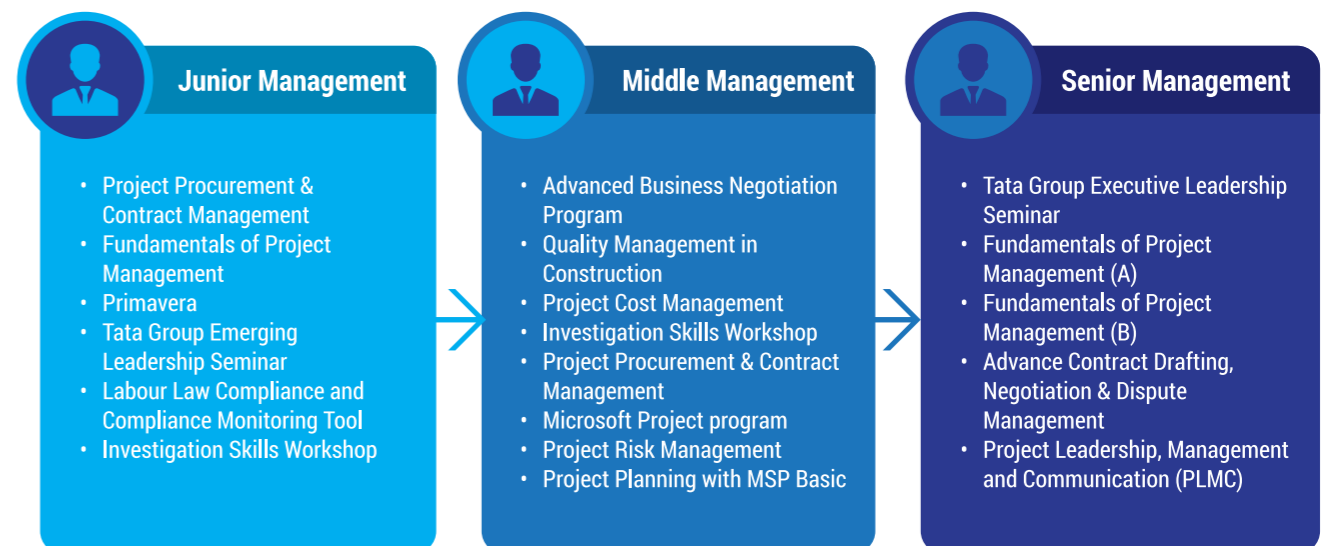 Junior Management
• Project Procurement &
Contract Management
• Fundamentals of Project
Management
• Primavera
• Tata Group Emerging
Leadership Seminar
• Labour Law Compliance and
Compliance Monitoring Tool
• Investigation Skills Workshop
Middle Management
• Advanced Business Negotiation
Program
• Quality Management in
Construction
• Project Cost Management
• Investigation Skills Workshop
• Project Procurement & Contract
Management
• Microsoft Project program
• Project Risk Management
• Project Planning with MSP Basic
Senior Management
• Tata Group Executive Leadership
Seminar
• Fundamentals of Project
Management (A)
• Fundamentals of Project
Management (B)
• Advance Contract Drafting,
Negotiation & Dispute
Management
• Project Leadership, Management
and Communication (PLMC)